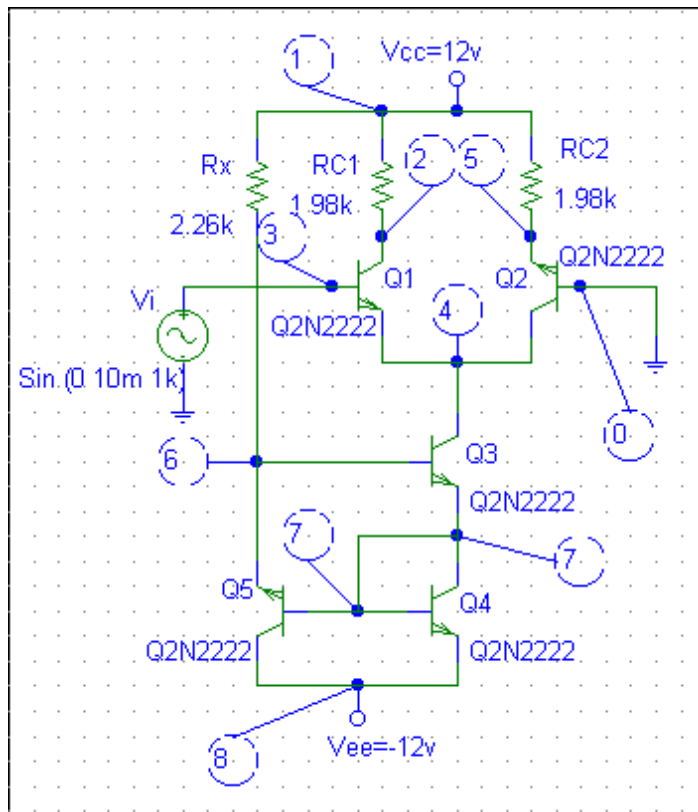 1
Vcc=12v
Rx
RC1
2
5
RC2
2.26k
1.98k
1.98k
3
Q1
Q2
Q2N2222
Vi
4
Q2N2222
Sin (0 10m 1k)
6
Q3
0
Q2N2222
7
7
Q5
Q4
Q2N2222
Q2N2222
8
Vee=-12v